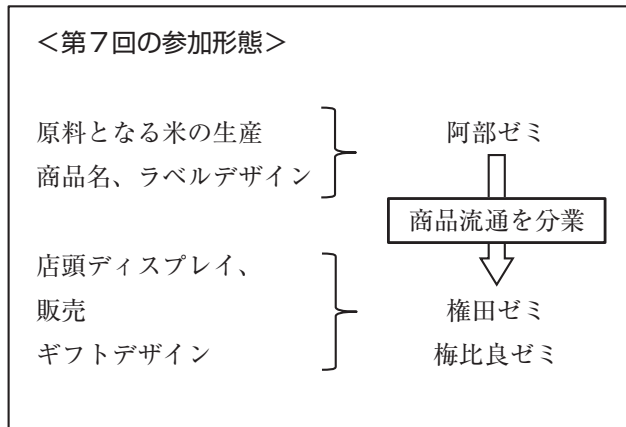 ＜第７回の参加形態＞
原料となる米の生産
商品名、ラベルデザイン
阿部ゼミ
商品流通を分業
店頭ディスプレイ、
販売
ギフトデザイン
権田ゼミ
梅比良ゼミ